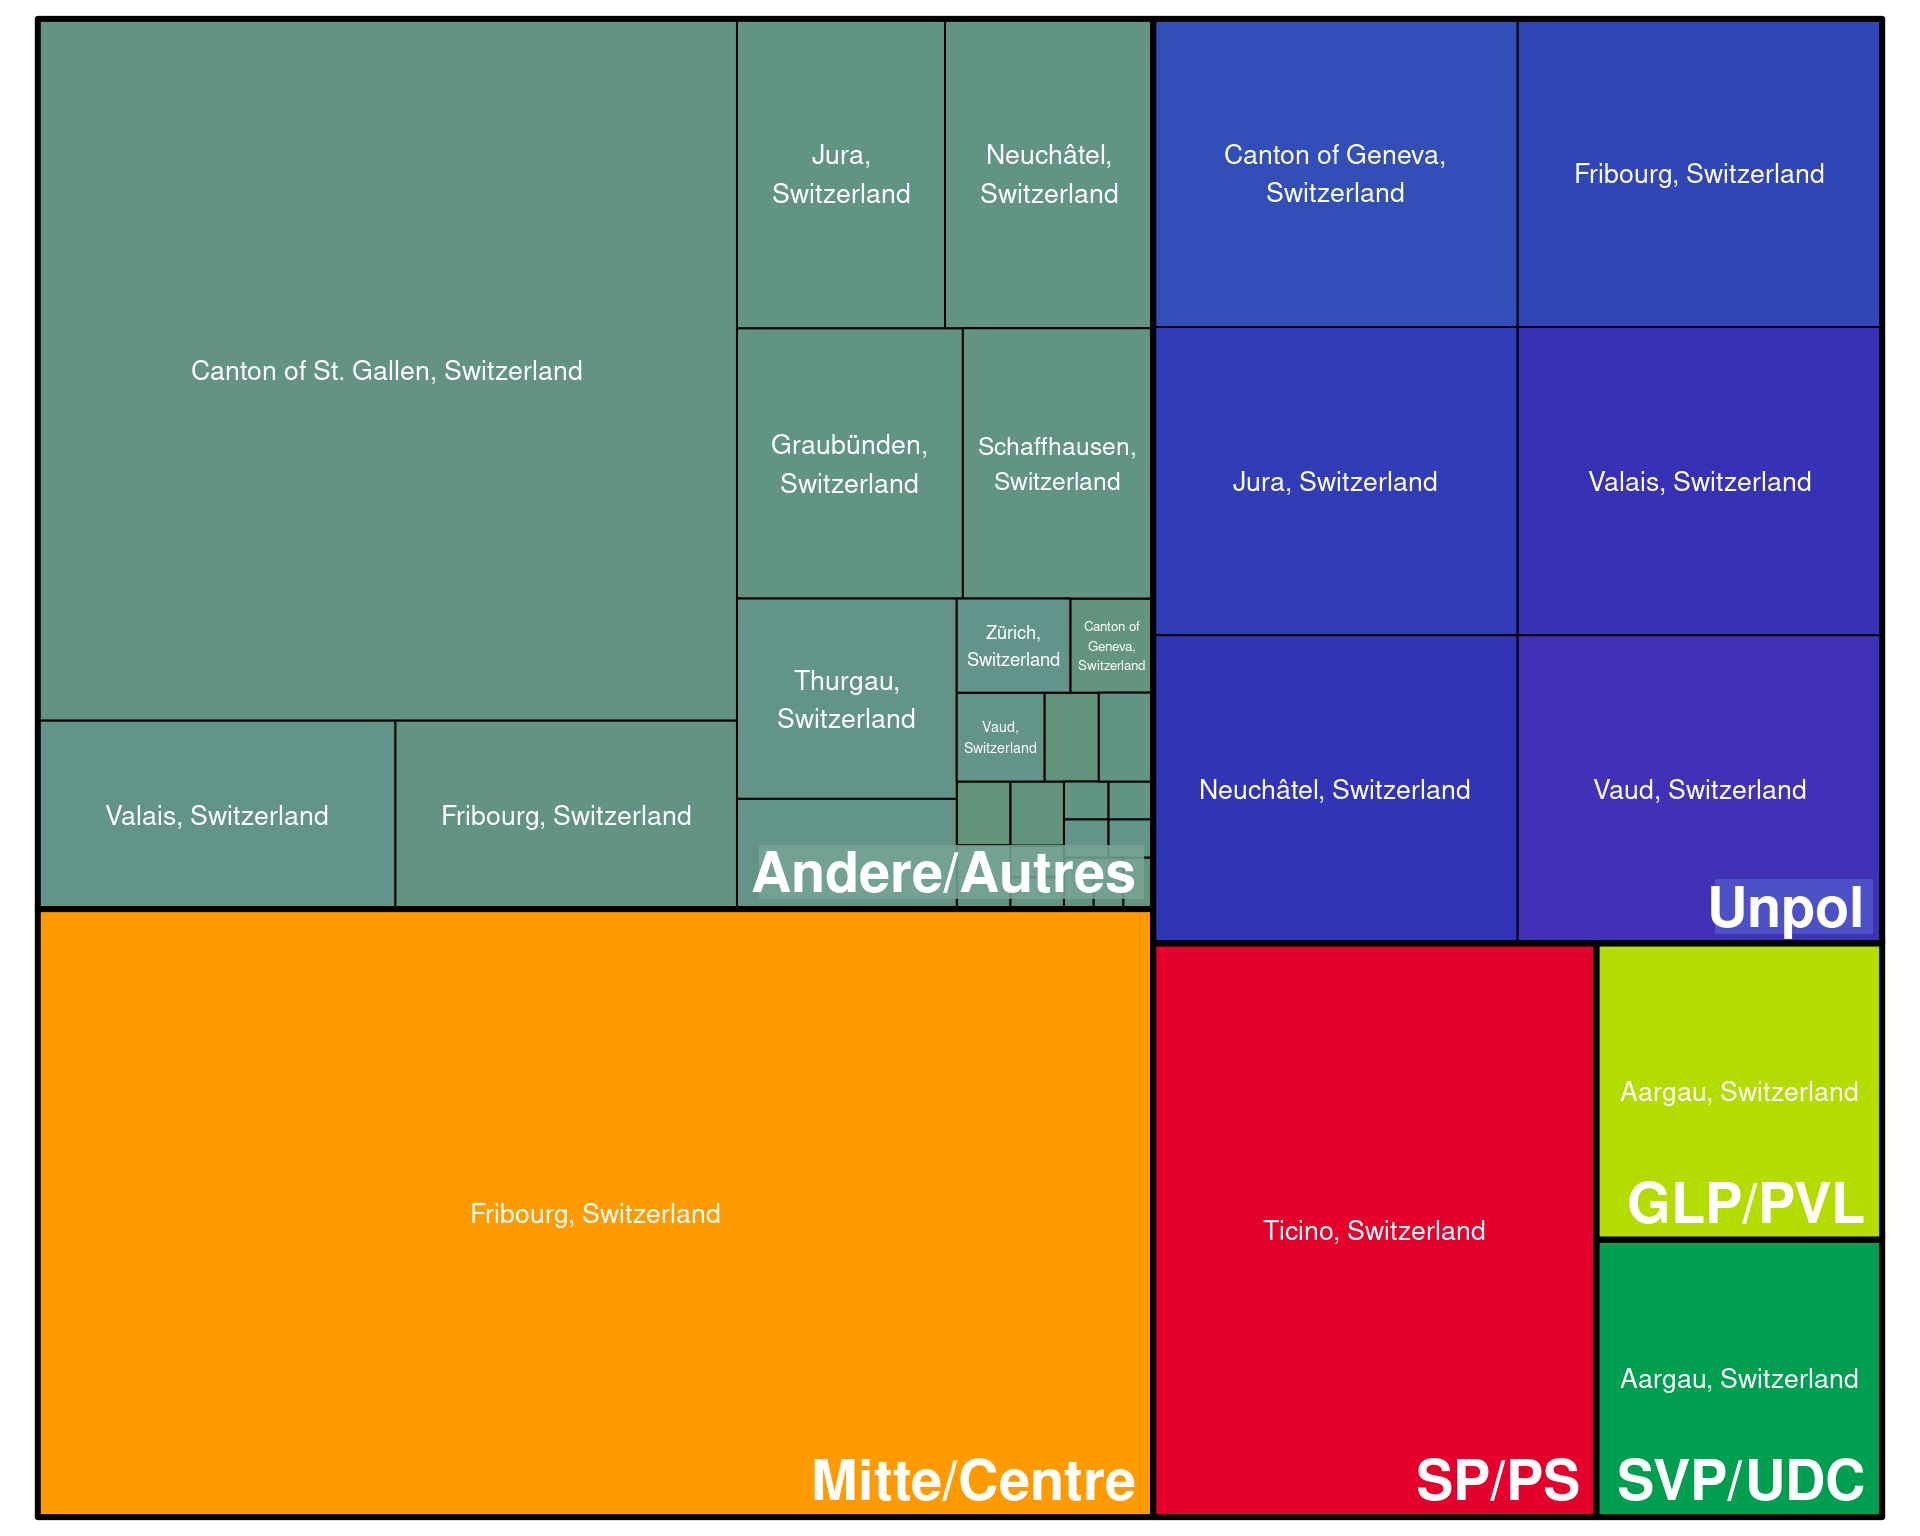 Canton of St. Gallen, Switzerland
Jura,
Switzerland
Neuchâtel,
Switzerland
Graubünden,
Switzerland
Schaffhausen,
Switzerland
Thurgau,
Switzerland
Zürich,
Switzerland
Canton of
Geneva,
Switzerland
Vaud,
Switzerland
Valais, Switzerland
Fribourg, Switzerland
Andere/Autres
Canton of Geneva,
Switzerland
Fribourg, Switzerland
Jura, Switzerland
Valais, Switzerland
Neuchâtel, Switzerland
Vaud, Switzerland
Unpol
Fribourg, Switzerland
Mitte/Centre
Ticino, Switzerland
SP/PS
Aargau, Switzerland
GLP/PVL
Aargau, Switzerland
SVP/UDC